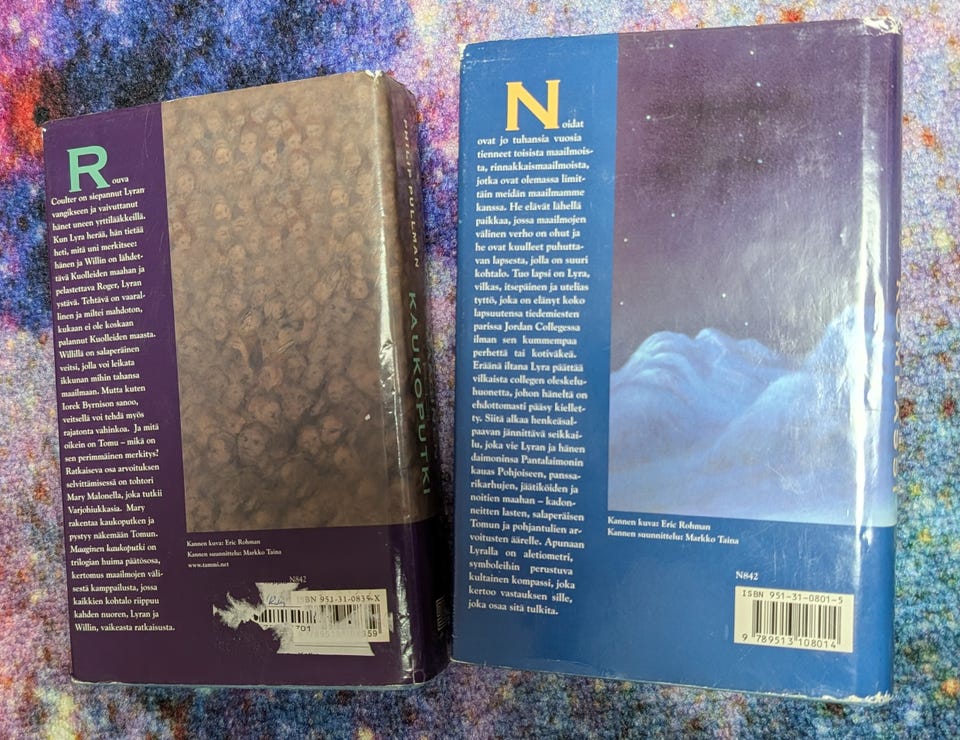 Rouva
Coulter on siepannut Lyran
vangikseen ja vaivuttanut
hänet uneen yrttilääkkeillä.
Kun Lyra herää, hän tietää
heti, mitä uni merkitsee:
hänen ja Willin on lähdet-
tävä Kuolleiden maahan ja
pelastettava Roger, Lyran
ystävä. Tehtävä on vaaral-
linen ja miltei mahdoton,
kukaan ei ole koskaan
palannut Kuolleiden maasta.
Willillä on salaperäinen
veitsi, jolla voi leikata
ikkunan mihin tahansa
maailmaan. Mutta kuten
Iorek Byrnison sanoo,
veitsellä voi tehdä myös
rajatonta vahinkoa. Ja mitä
oikein on Tomu – mikä on
sen perimmäinen merkitys?
Ratkaiseva osa arvoituksen
selvittämisessä on tohtori
Mary Malonella, joka tutkii
Varjohiukkasia. Mary
rakentaa kaukoputken ja
pystyy näkemään Tomun.
Maaginen kaukoputki on
trilogian huima päätösosa,
kertomus maailmojen väli-
sestä kamppailusta, jossa
kaikkien kohtalo riippuu
kahden nuoren, Lyran ja
Willin, vaikeasta ratkaisusta.
Kannen kuva: Eric Rohman
Kannen suunnittelu: Markko Taina
www.tammi.net
N842
ISBN 951-31-0835-X
PHILIP PULLMAN
KAUKOPUTKI
Noidat
ovat jo tuhansia vuosia
tienneet toisista maailmois-
ta, rinnakkaismaailmoista,
jotka ovat olemassa limit-
täin meidän maailmamme
kanssa. He elävät lähellä
paikkaa, jossa maailmojen
välinen verho on ohut ja
he ovat kuulleet puhutta-
van lapsesta, jolla on suuri
kohtalo. Tuo lapsi on Lyra,
vilkas, itsepäinen ja utelias
tyttö, joka on elänyt koko
lapsuutensa tiedemiesten
parissa Jordan Collegessa
ilman sen kummempaa
perhettä tai kotiväkeä.
Eräänä iltana Lyra päättää
vilkaista collegen oleskelu-
huonetta, johon häneltä on
ehdottomasti pääsy kiellet-
ty. Siitä alkaa henkeäsal-
paavan jännittävä seikkai-
lu, joka vie Lyran ja hänen
daimoninsa Pantalaimonin
kauas Pohjoiseen, panssa-
rikarhujen, jäätiköiden ja
noitien maahan – kadon-
neitten lasten, salaperäisen
Tomun ja pohjantulien ar-
voitusten äärelle. Apunaan
Lyralla on aletiometri,
symboleihin perustuva
kultainen kompassi, joka
kertoo vastauksen sille,
joka osaa sitä tulkita.
Kannen kuva: Eric Rohman
Kannen suunnittelu: Markko Taina
N842
ISBN 951-31-0801-5
9 789513 108014